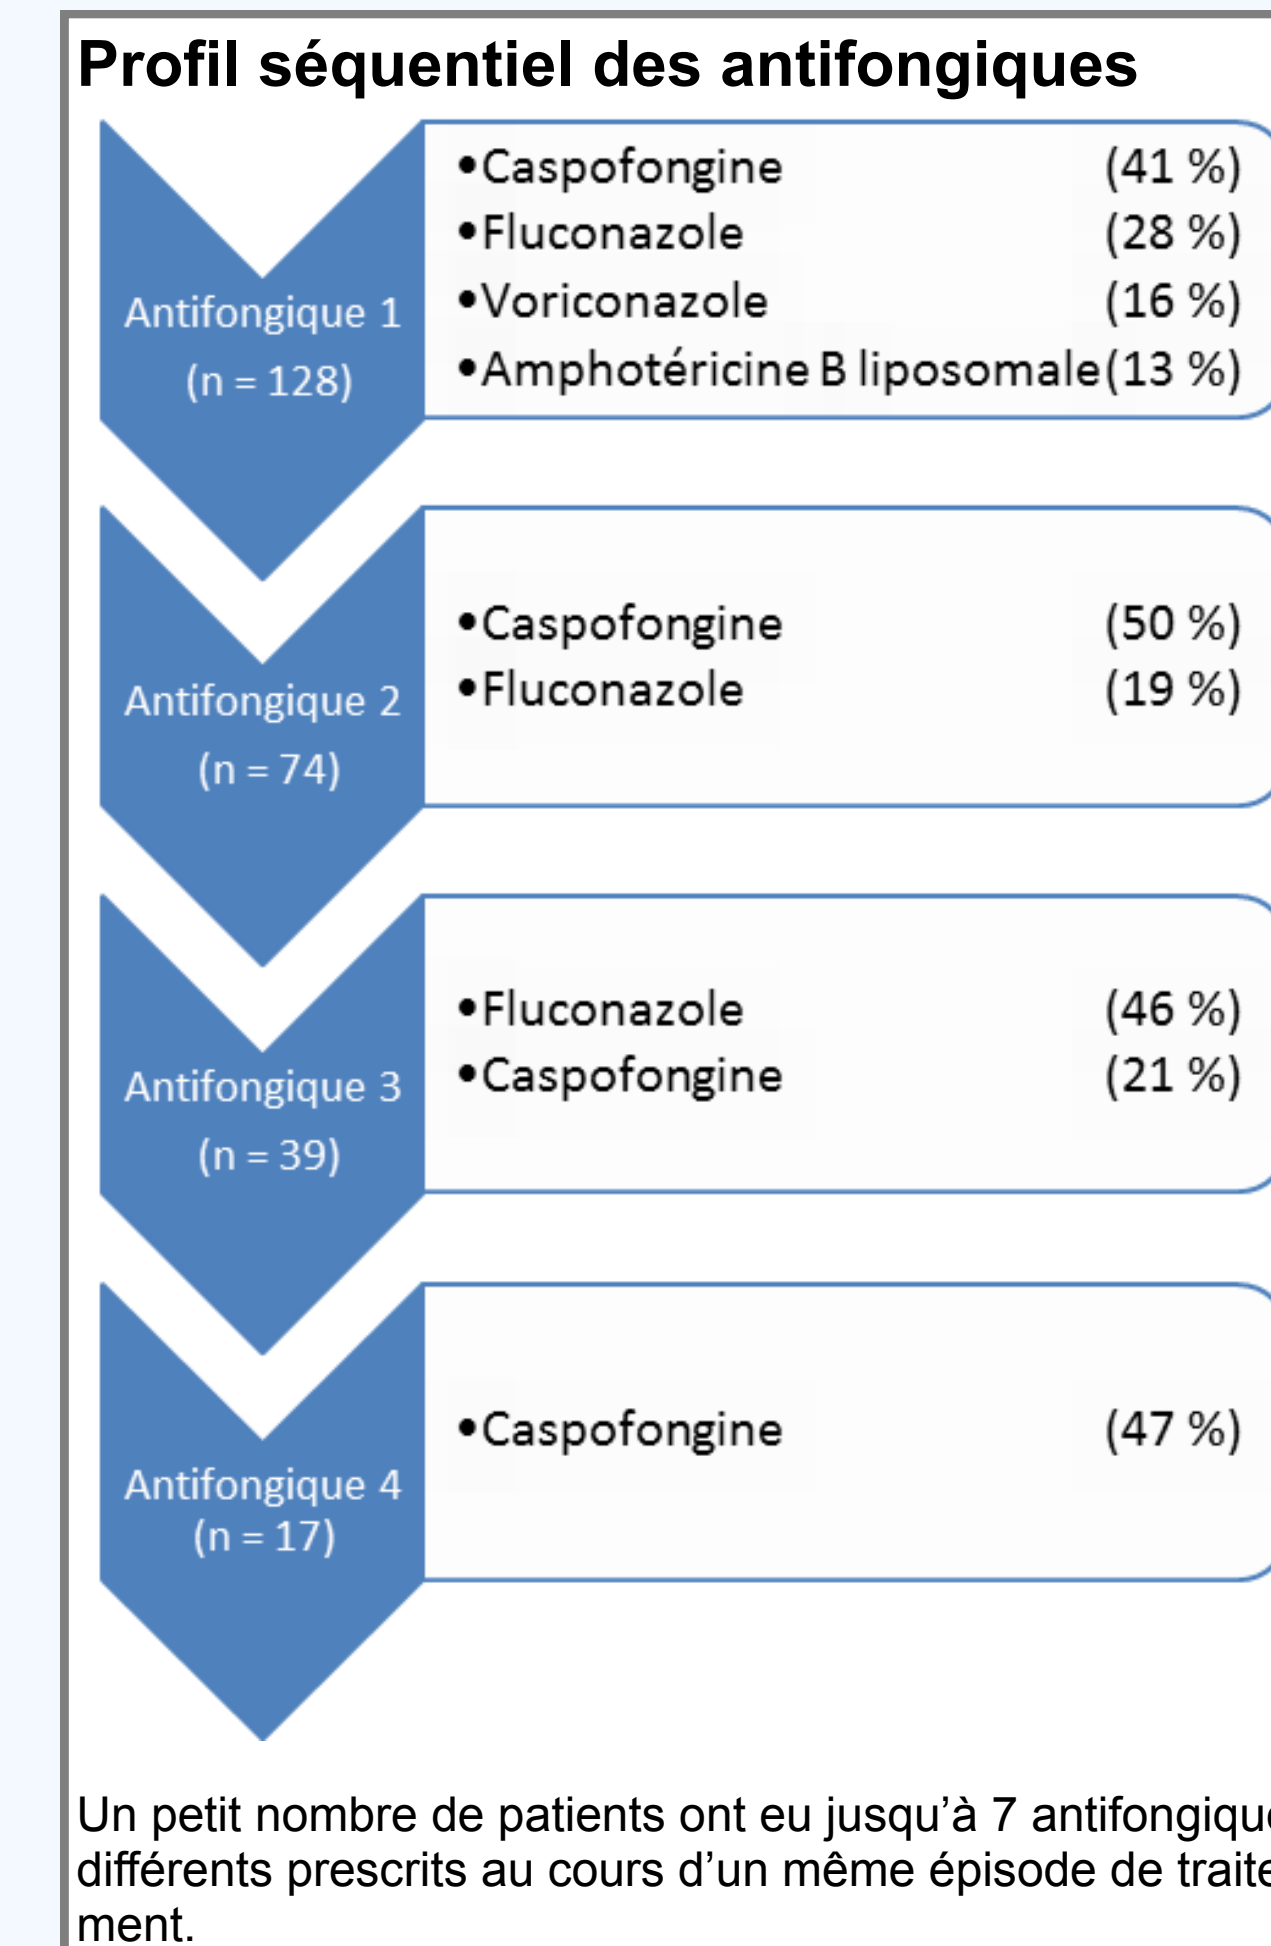 Profil séquentiel des antifongiques
Antifongique 1
(n = 128)
•Caspofongine (41 %)
•Fluconazole (28 %)
•Voriconazole (16 %)
•Amphotéricine B liposomale (13 %)
Antifongique 2
(n = 74)
•Caspofongine (50 %)
•Fluconazole (19 %)
Antifongique 3
(n = 39)
•Fluconazole (46 %)
•Caspofongine (21 %)
Antifongique 4
(n = 17)
•Caspofongine (47 %)
Un petit nombre de patients ont eu jusqu’à 7 antifongique
différents prescrits au cours d’un même épisode de traite
ment.